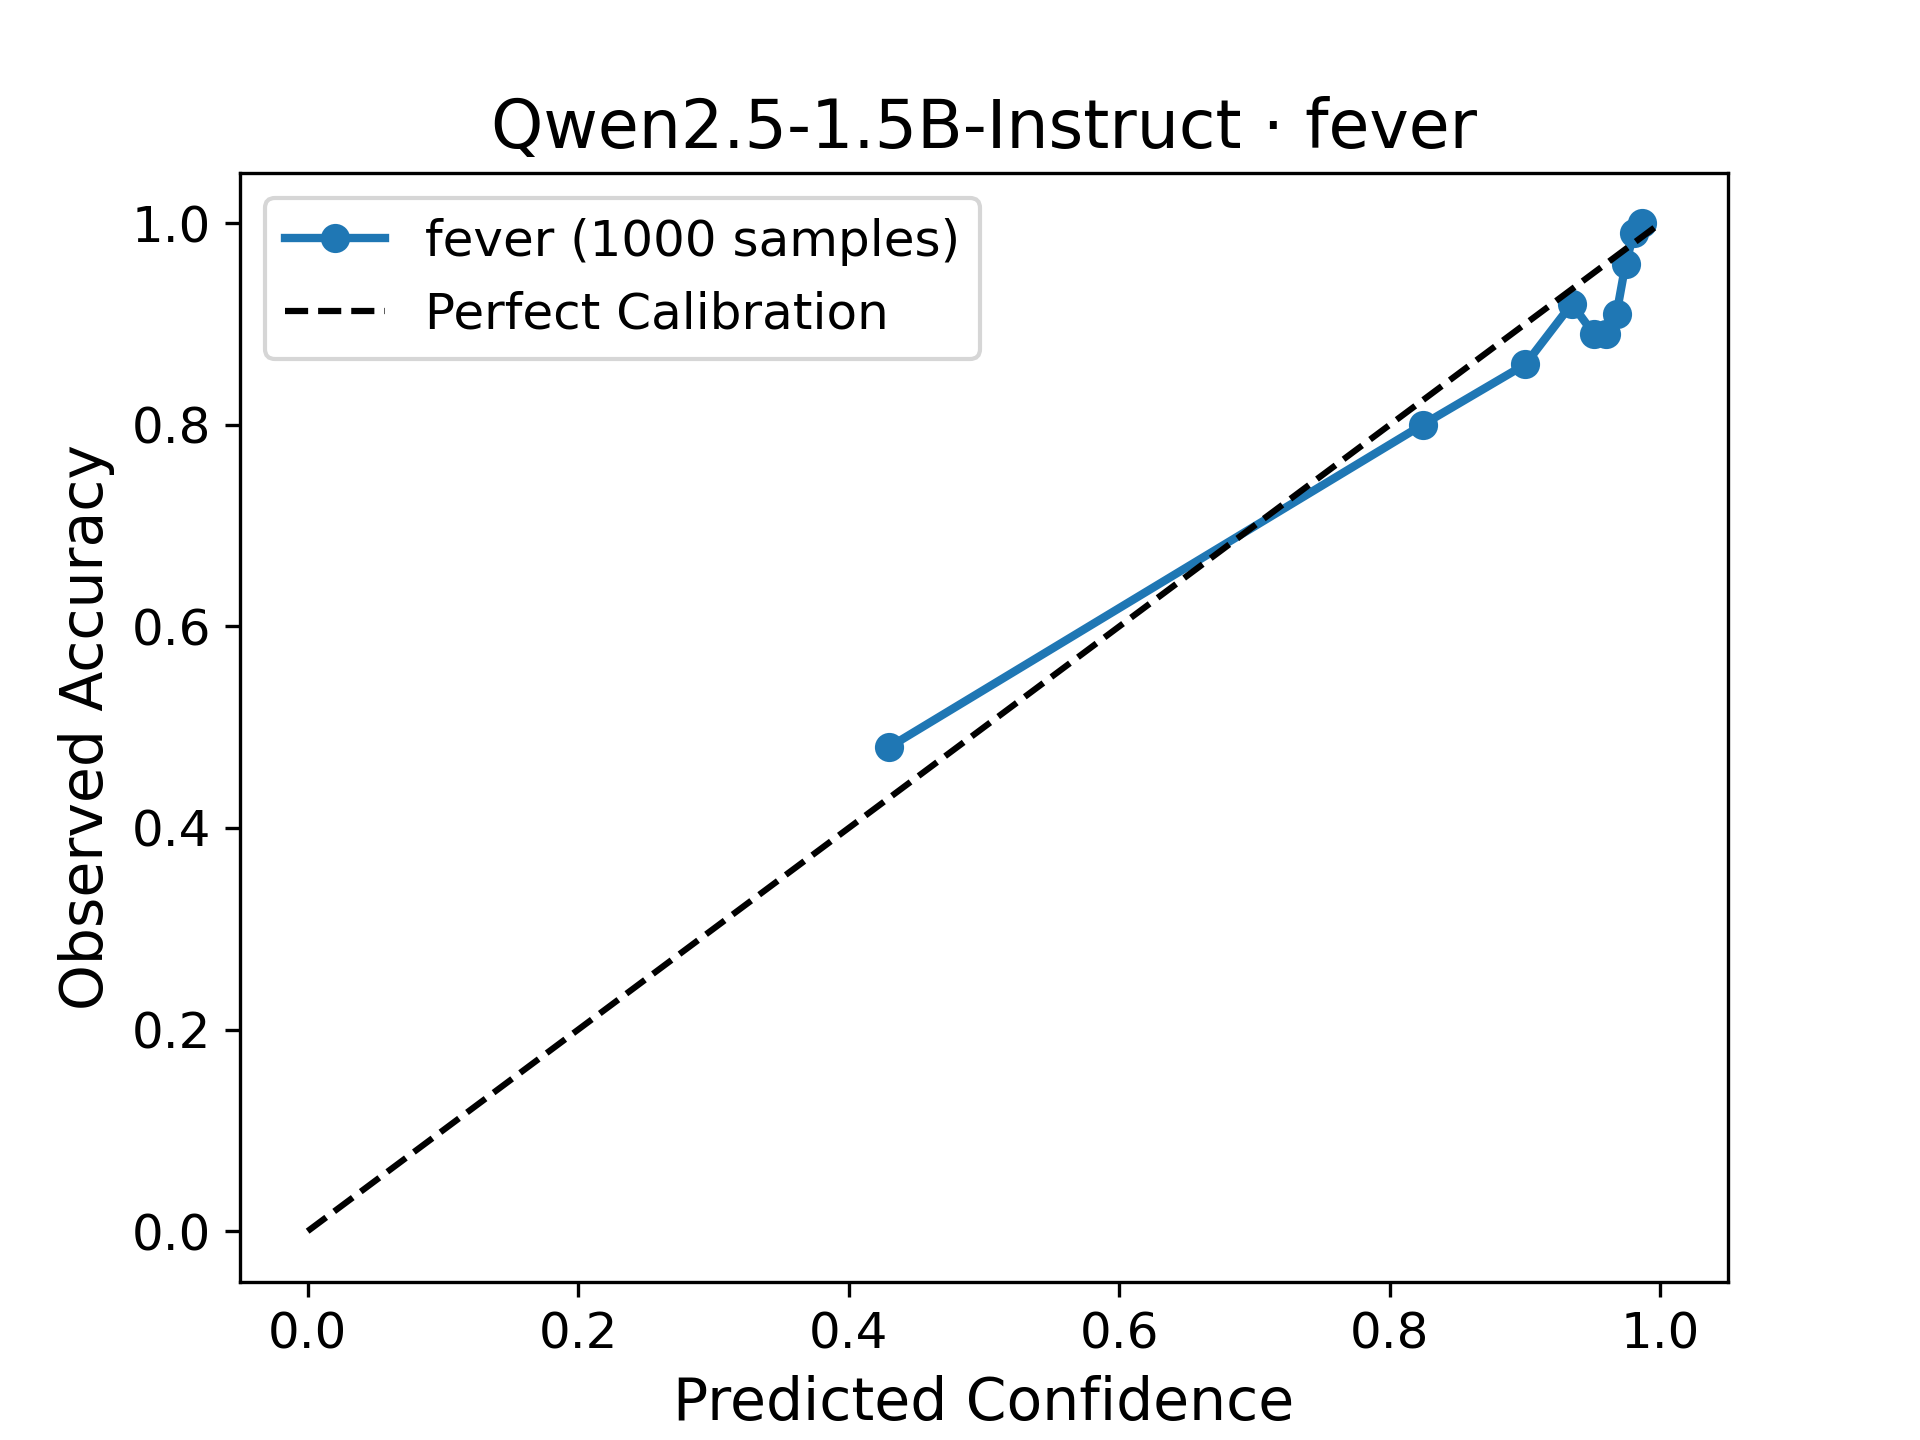 Qwen2.5-1.5B-Instruct · fever
fever (1000 samples)
Perfect Calibration
Observed Accuracy
1.0
0.8
0.6
0.4
0.2
0.0
0.0 0.2 0.4 0.6 0.8 1.0
Predicted Confidence